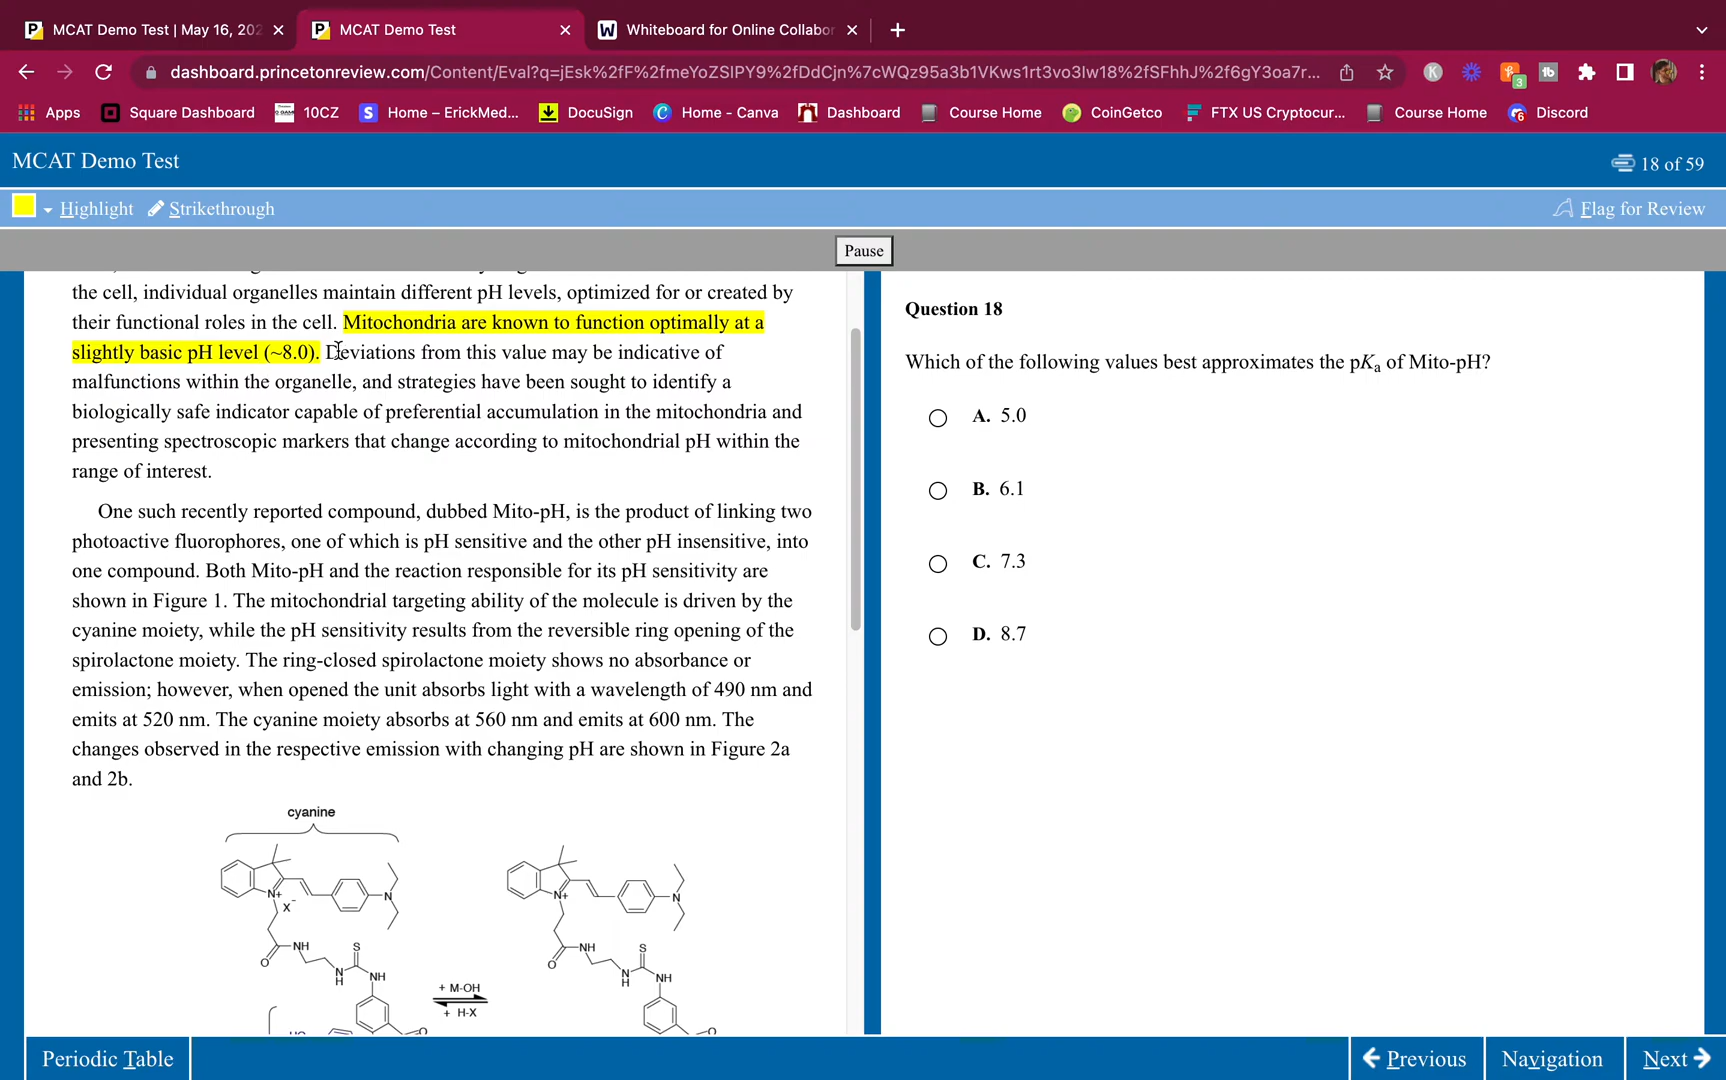 MCAT Demo Test | May 16, 202
MCAT Demo Test
Whiteboard for Online Collabor
dashboard.princetonreview.com/Content/Eval?q=jEsk%2fF%2fmeYoZSIPY9%2fDdCjn%7cWQz95a3b1VKws1rt3vo3lw18%2fSFhhJ%2f6gY3oa7r...
Apps
Square Dashboard
10CZ
Home – ErickMed...
DocuSign
Home - Canva
Dashboard
Course Home
CoinGetco
FTX US Cryptocur...
Course Home
Discord
MCAT Demo Test
18 of 59
Highlight
Strikethrough
Flag for Review
Pause
the cell, individual organelles maintain different pH levels, optimized for or created by
their functional roles in the cell. Mitochondria are known to function optimally at a
slightly basic pH level (~8.0). Deviations from this value may be indicative of
malfunctions within the organelle, and strategies have been sought to identify a
biologically safe indicator capable of preferential accumulation in the mitochondria and
presenting spectroscopic markers that change according to mitochondrial pH within the
range of interest.
One such recently reported compound, dubbed Mito-pH, is the product of linking two
photoactive fluorophores, one of which is pH sensitive and the other pH insensitive, into
one compound. Both Mito-pH and the reaction responsible for its pH sensitivity are
shown in Figure 1. The mitochondrial targeting ability of the molecule is driven by the
cyanine moiety, while the pH sensitivity results from the reversible ring opening of the
spirolactone moiety. The ring-closed spirolactone moiety shows no absorbance or
emission; however, when opened the unit absorbs light with a wavelength of 490 nm and
emits at 520 nm. The cyanine moiety absorbs at 560 nm and emits at 600 nm. The
changes observed in the respective emission with changing pH are shown in Figure 2a
and 2b.
cyanine
N+
X⁻
N
O
NH
N
H
S
NH
+ M-OH
+ H-X
N+
N
O
NH
N
H
S
NH
Question 18
Which of the following values best approximates the pKa of Mito-pH?
A. 5.0
B. 6.1
C. 7.3
D. 8.7
Periodic Table
Previous
Navigation
Next